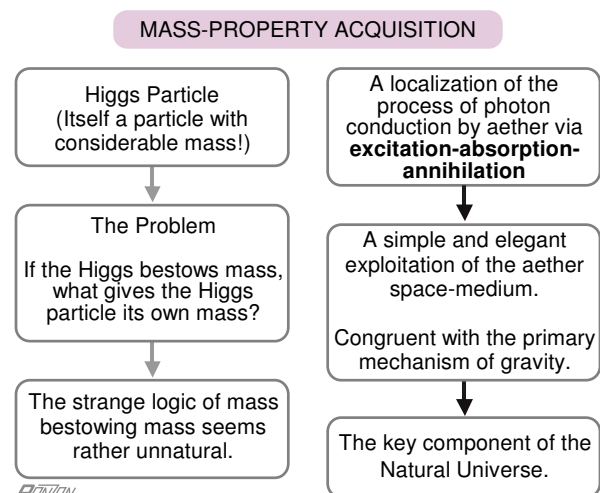 MASS-PROPERTY ACQUISITION
Higgs Particle
(Itself a particle with
considerable mass!)
The Problem
If the Higgs bestows mass,
what gives the Higgs
particle its own mass?
The strange logic of mass
bestowing mass seems
rather unnatural.
A localization of the
process of photon
conduction by aether via
excitation-absorption-
annihilation
A simple and elegant
exploitation of the aether
space-medium.
Congruent with the primary
mechanism of gravity.
The key component of the
Natural Universe.